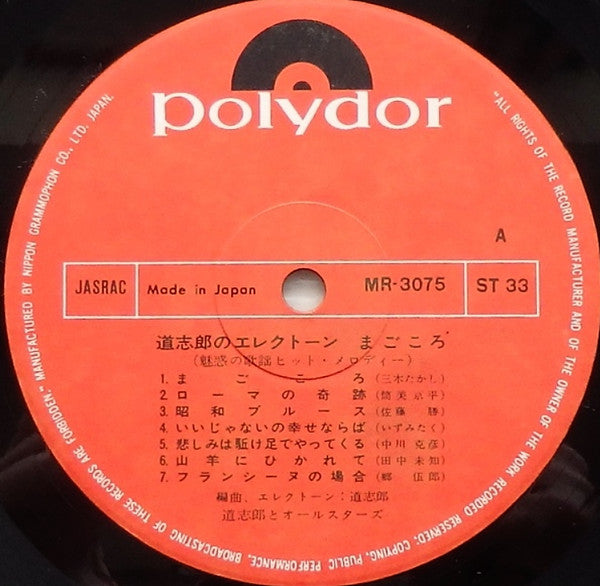 polydor
A
JASRAC
Made in Japan
MR-3075
ST 33
道志郎のエレクトーン まごころ
(魅惑の歌謡ヒット・メロディー)
1. まごころ (三木たかし)
2. ローマの奇跡 (筒美京平)
3. 昭和ブルース (佐藤 勝)
4. いいじゃないの幸せならば (いずみたく)
5. 悲しみは駈け足でやってくる (中川克彦)
6. 山羊にひかれて (田中未知)
7. フランシーヌの場合 (郷 伍郎)
編曲、エレクトーン:道志郎
道志郎とオールスターズ
MANUFACTURED BY NIPPON GRAMMOPHON CO., LTD. JAPAN.
"ALL RIGHTS OF THE RECORD MANUFACTURER AND OF THE OWNER OF THE WORK RECORDED RESERVED: COPYING, PUBLIC PERFORMANCE, BROADCASTING OF THESE RECORDS ARE FORBIDDEN."